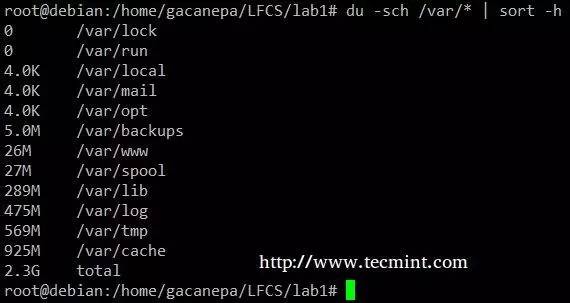 root@debian:/home/gacanepa/LFCS/lab1# du -sch /var/* | sort -h
0 /var/lock
0 /var/run
4.0K /var/local
4.0K /var/mail
4.0K /var/opt
5.0M /var/backups
26M /var/www
27M /var/spool
289M /var/lib
475M /var/log
569M /var/tmp
925M /var/cache
2.3G total
http://www.tecmint.com
root@debian:/home/gacanepa/LFCS/lab1#